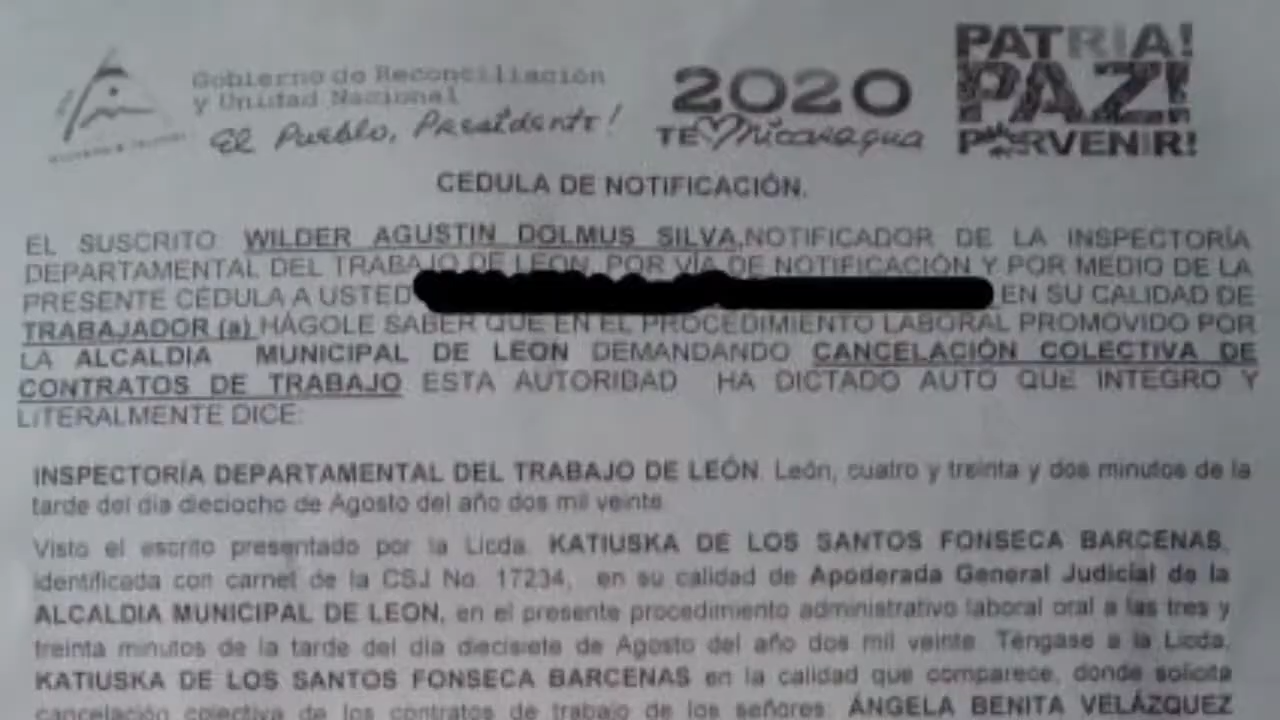 Gobierno de Reconciliación
y Unidad Nacional
El Pueblo, Presidente!
2020
TE Nicaragua
PATRIA!
PAZ!
PORVENIR!
CEDULA DE NOTIFICACIÓN.
EL SUSCRITO WILDER AGUSTIN DOLMUS SILVA,NOTIFICADOR DE LA INSPECTORÍA
DEPARTAMENTAL DEL TRABAJO DE LEON, POR VÍA DE NOTIFICACIÓN Y POR MEDIO DE LA
PRESENTE CÉDULA A USTED EN SU CALIDAD DE
TRABAJADOR (a) HÁGOLE SABER QUE EN EL PROCEDIMIENTO LABORAL PROMOVIDO POR
LA ALCALDIA MUNICIPAL DE LEON DEMANDANDO CANCELACIÓN COLECTIVA DE
CONTRATOS DE TRABAJO ESTA AUTORIDAD HA DICTADO AUTO QUE INTEGRO Y
LITERALMENTE DICE:
INSPECTORÍA DEPARTAMENTAL DEL TRABAJO DE LEÓN. León, cuatro y treinta y dos minutos de la
tarde del día dieciocho de Agosto del año dos mil veinte
Visto el escrito presentado por la Licda. KATIUSKA DE LOS SANTOS FONSECA BARCENAS,
identificada con carnet de la CSJ No. 17234, en su calidad de Apoderada General Judicial de la
ALCALDIA MUNICIPAL DE LEON, en el presente procedimiento administrativo laboral oral a las tres y
treinta minutos de la tarde del día diecisiete de Agosto del año dos mil veinte. Téngase a la Licda.
KATIUSKA DE LOS SANTOS FONSECA BARCENAS en la calidad que comparece, donde solicita
cancelación colectiva de los contratos de trabajo de los señores: ÁNGELA BENITA VELÁZQUEZ